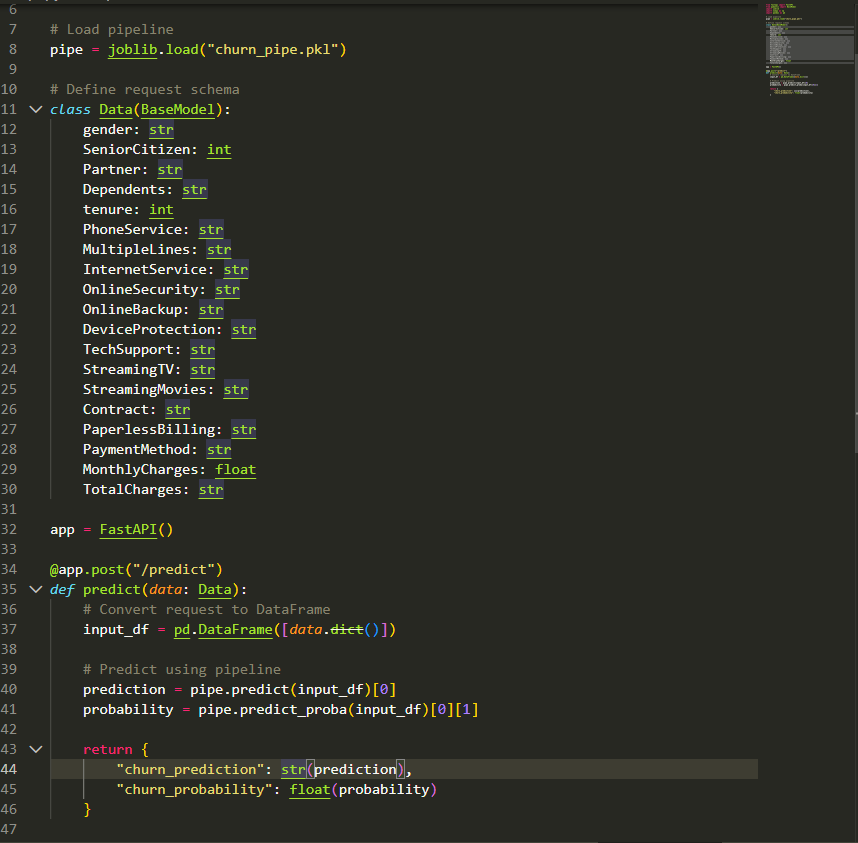 6
7 # Load pipeline
8 pipe = joblib.load("churn_pipe.pkl")
9
10 # Define request schema
11 class Data(BaseModel):
12 gender: str
13 SeniorCitizen: int
14 Partner: str
15 Dependents: str
16 tenure: int
17 PhoneService: str
18 MultipleLines: str
19 InternetService: str
20 OnlineSecurity: str
21 OnlineBackup: str
22 DeviceProtection: str
23 TechSupport: str
24 StreamingTV: str
25 StreamingMovies: str
26 Contract: str
27 PaperlessBilling: str
28 PaymentMethod: str
29 MonthlyCharges: float
30 TotalCharges: str
31
32 app = FastAPI()
33
34 @app.post("/predict")
35 def predict(data: Data):
36 # Convert request to DataFrame
37 input_df = pd.DataFrame([data.dict()])
38
39 # Predict using pipeline
40 prediction = pipe.predict(input_df)[0]
41 probability = pipe.predict_proba(input_df)[0][1]
42
43 return {
44 "churn_prediction": str(prediction),
45 "churn_probability": float(probability)
46 }
47